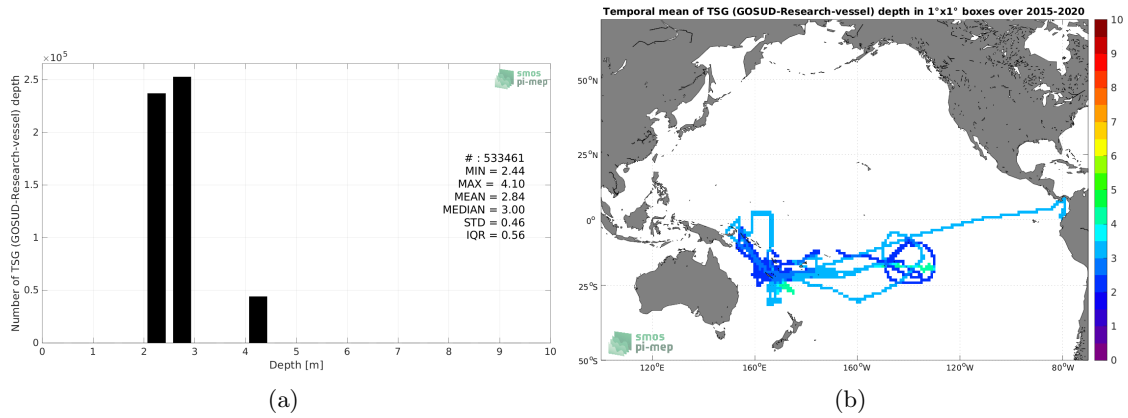 ×10⁵
2.5
2
1.5
1
0.5
0
Number of TSG (GOSUD-Research-vessel) depth
smos
pi-mep
# : 533461
MIN = 2.44
MAX = 4.10
MEAN = 2.84
MEDIAN = 3.00
STD = 0.46
IQR = 0.56
0 1 2 3 4 5 6 7 8 9 10
Depth [m]
(a)
Temporal mean of TSG (GOSUD-Research-vessel) depth in 1°x1° boxes over 2015-2020
50°N
25°N
0°
25°S
50°S
smos
pi-mep
120°E 160°E 160°W 120°W 80°W
10
9
8
7
6
5
4
3
2
1
0
(b)